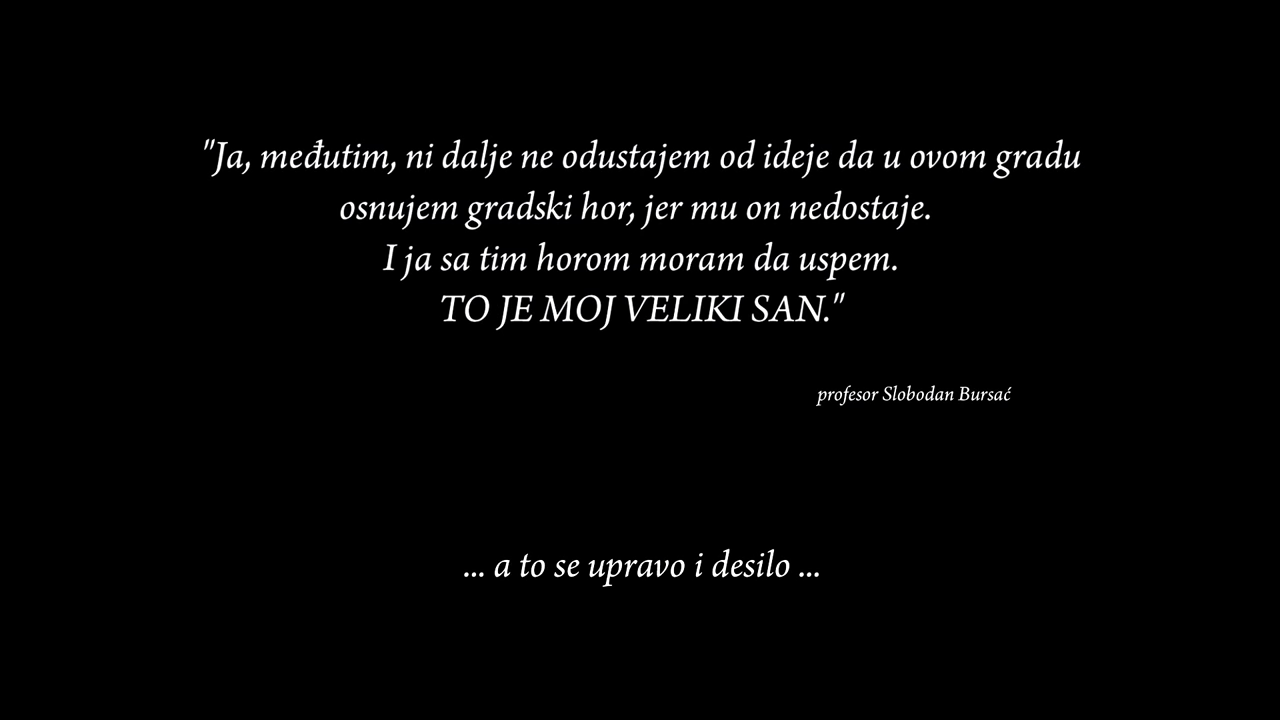 "Ja, međutim, ni dalje ne odustajem od ideje da u ovom gradu
osnujem gradski hor, jer mu on nedostaje.
I ja sa tim horom moram da uspem.
TO JE MOJ VELIKI SAN."
profesor Slobodan Bursać
... a to se upravo i desilo ...